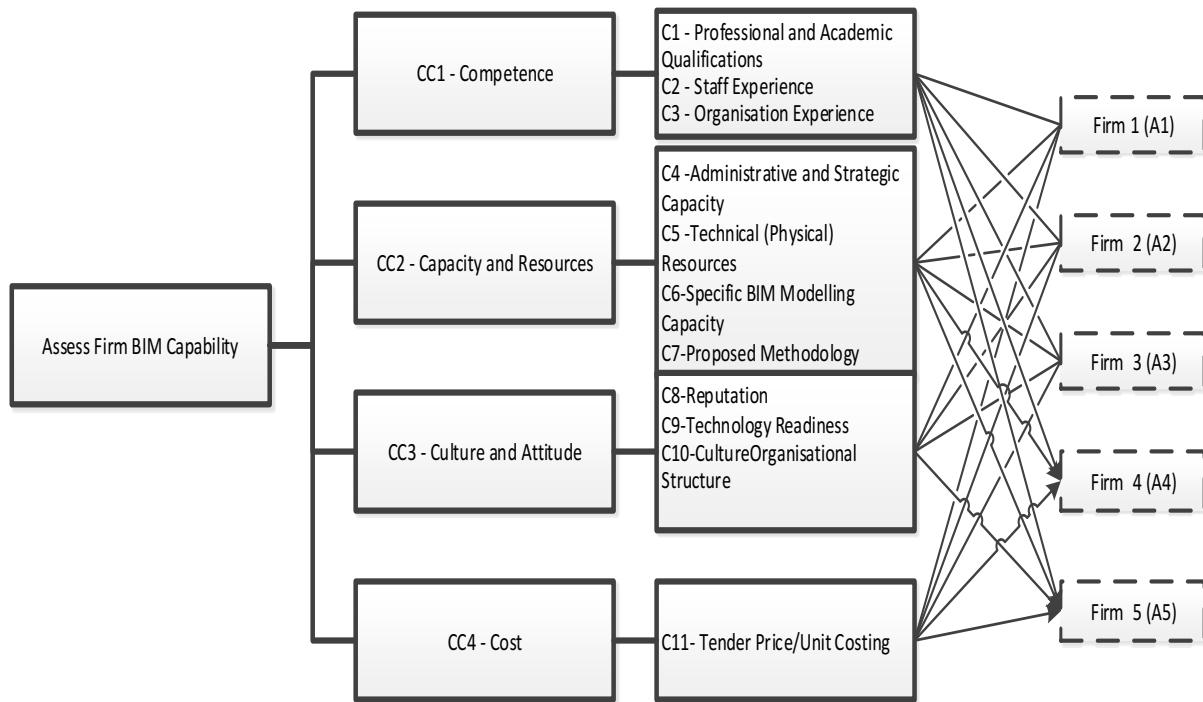 Assess Firm BIM Capability
CC1 - Competence
CC2 - Capacity and Resources
CC3 - Culture and Attitude
CC4 - Cost
C1 - Professional and Academic
Qualifications
C2 - Staff Experience
C3 - Organisation Experience
C4 -Administrative and Strategic
Capacity
C5 -Technical (Physical)
Resources
C6-Specific BIM Modelling
Capacity
C7-Proposed Methodology
C8-Reputation
C9-Technology Readiness
C10-CultureOrganisational
Structure
C11- Tender Price/Unit Costing
Firm 1 (A1)
Firm 2 (A2)
Firm 3 (A3)
Firm 4 (A4)
Firm 5 (A5)